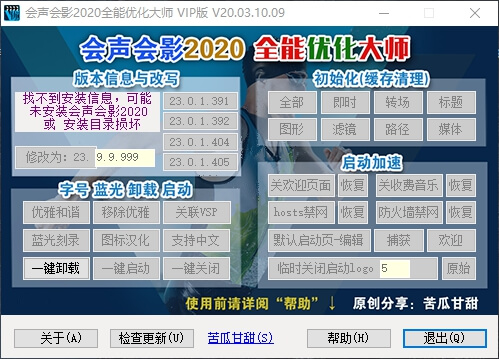 会声会影2020全能优化大师 VIP版 V20.03.10.09
会声会影2020 全能优化大师
版本信息与改写
找不到安装信息，可能
未安装会声会影2020
或 安装目录损坏
23.0.1.391
23.0.1.392
23.0.1.404
23.0.1.405
修改为：23. 9.9.999
初始化(缓存清理)
全部 即时 转场 标题
图形 滤镜 路径 媒体
字号 蓝光 卸载 启动
优雅和谐 移除优雅 关联VSP
蓝光刻录 图标汉化 支持中文
一键卸载 一键启动 一键关闭
启动加速
关欢迎页面 恢复 关收费音乐 恢复
hosts禁网 恢复 防火墙禁网 恢复
默认启动页-编辑 捕获 欢迎
临时关闭启动logo 5 原始
使用前请详阅“帮助”↓ 原创分享：苦瓜甘甜
关于(A) 检查更新(U) 苦瓜甘甜(S) 帮助(H) 退出(Q)